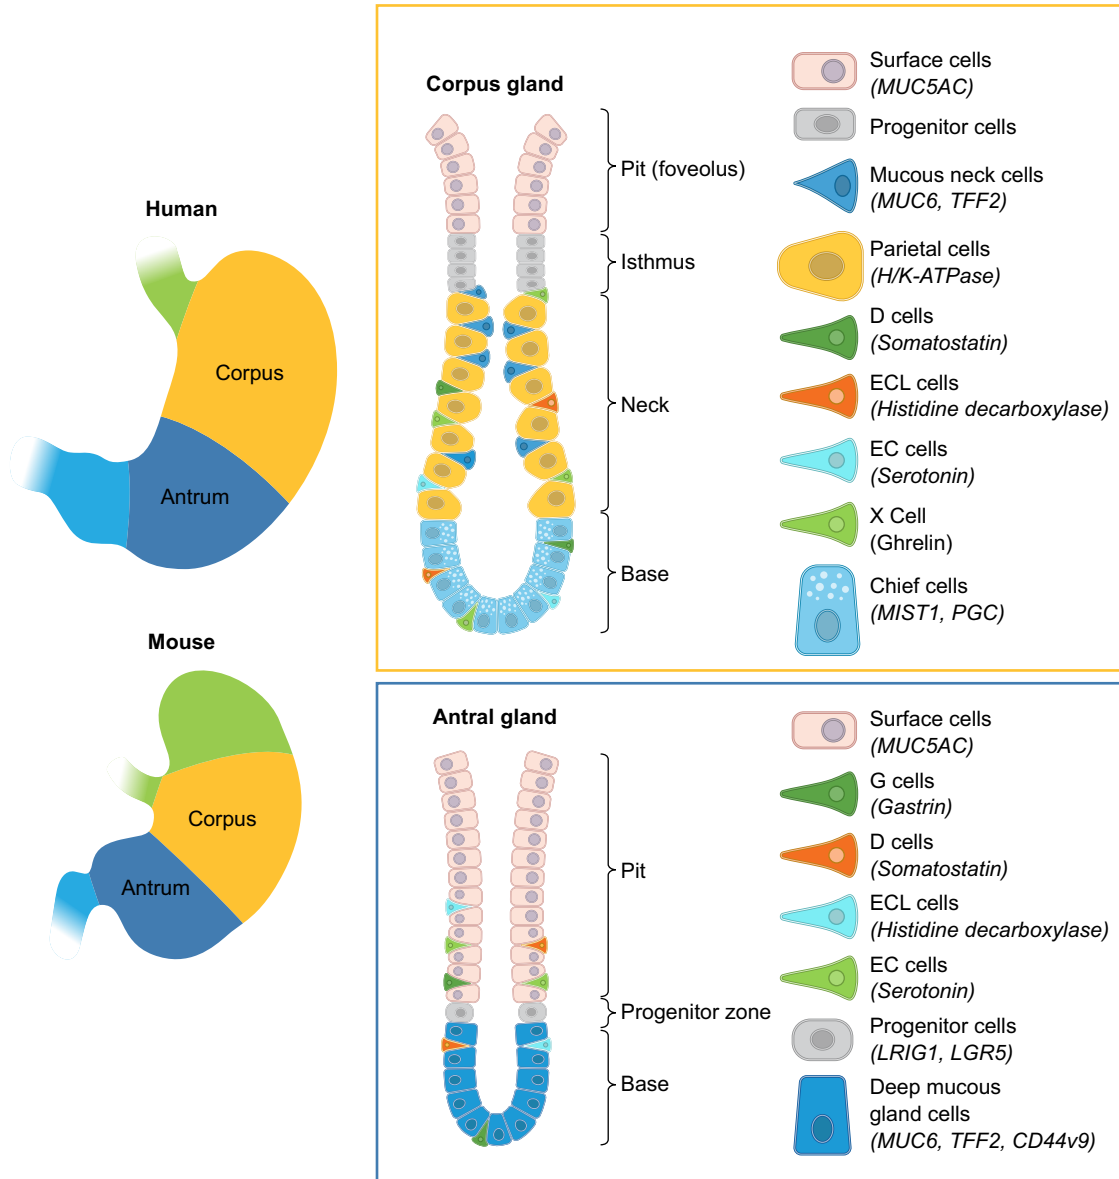 Human
Corpus
Antrum
Mouse
Corpus
Antrum
Corpus gland
Pit (foveolus)
Isthmus
Neck
Base
Surface cells
(MUC5AC)
Progenitor cells
Mucous neck cells
(MUC6, TFF2)
Parietal cells
(H/K-ATPase)
D cells
(Somatostatin)
ECL cells
(Histidine decarboxylase)
EC cells
(Serotonin)
X Cell
(Ghrelin)
Chief cells
(MIST1, PGC)
Antral gland
Pit
Progenitor zone
Base
Surface cells
(MUC5AC)
G cells
(Gastrin)
D cells
(Somatostatin)
ECL cells
(Histidine decarboxylase)
EC cells
(Serotonin)
Progenitor cells
(LRIG1, LGR5)
Deep mucous
gland cells
(MUC6, TFF2, CD44v9)